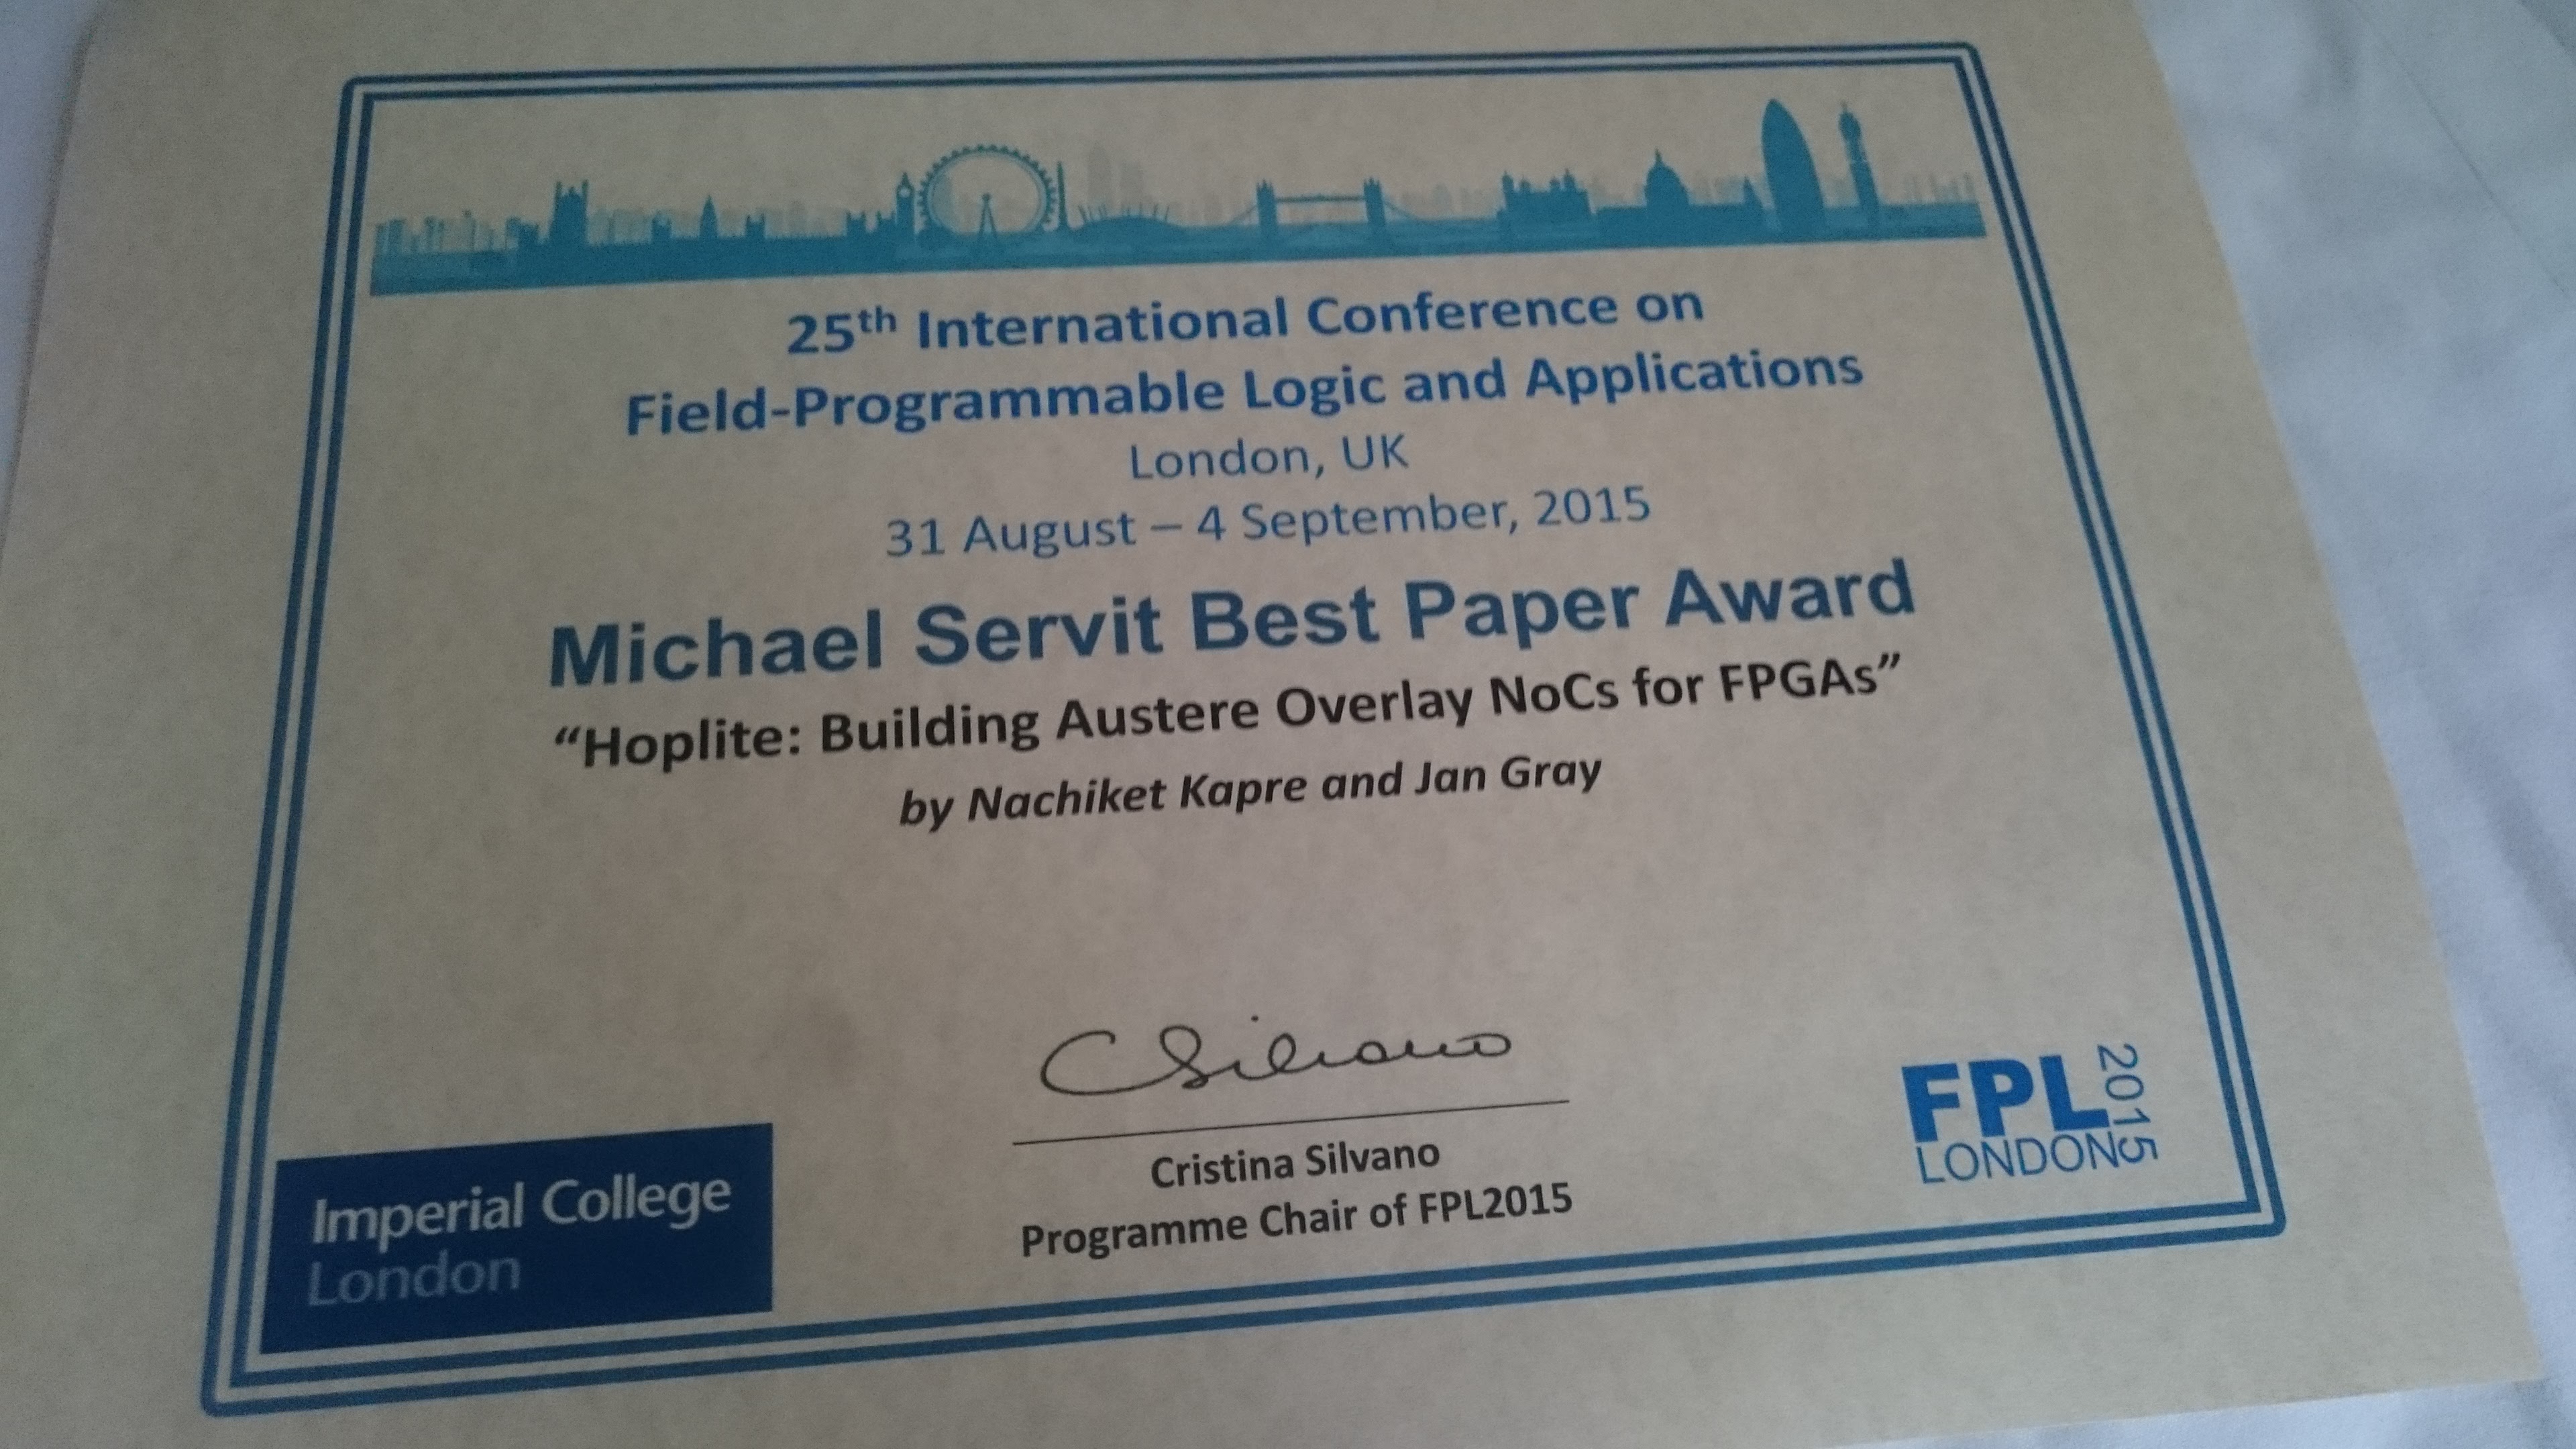 25th International Conference on
Field-Programmable Logic and Applications
London, UK
31 August – 4 September, 2015
Michael Servit Best Paper Award
“Hoplite: Building Austere Overlay NoCs for FPGAs”
by Nachiket Kapre and Jan Gray
C Silvano
Cristina Silvano
Programme Chair of FPL2015
Imperial College
London
FPL
LONDON
2015